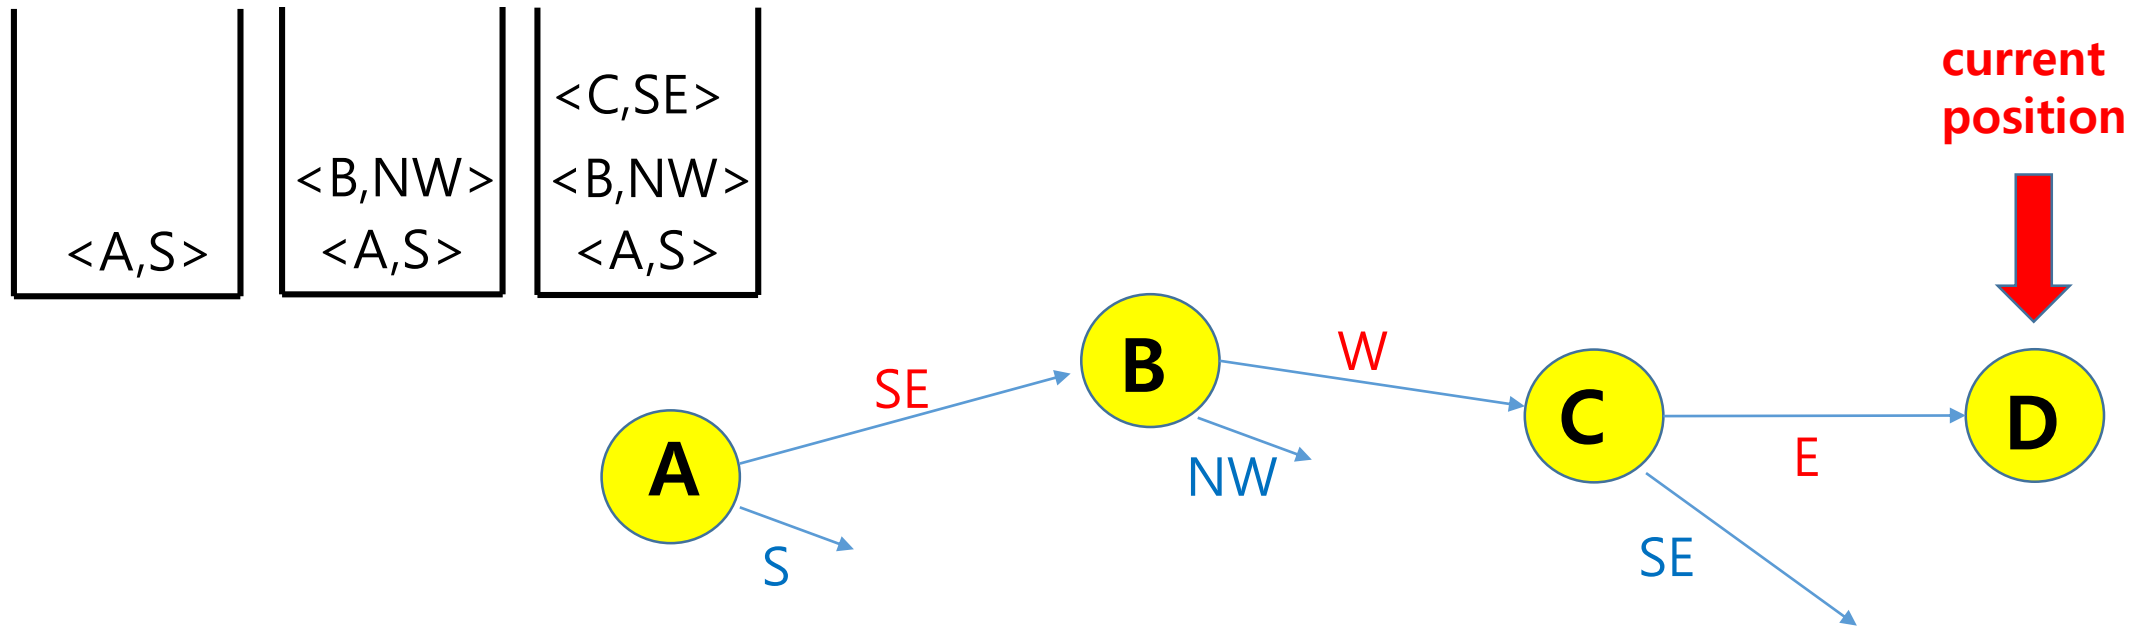 <A,S>
<B,NW>
<A,S>
<C,SE>
<B,NW>
<A,S>
current
position
A
SE
S
B
W
NW
C
E
SE
D